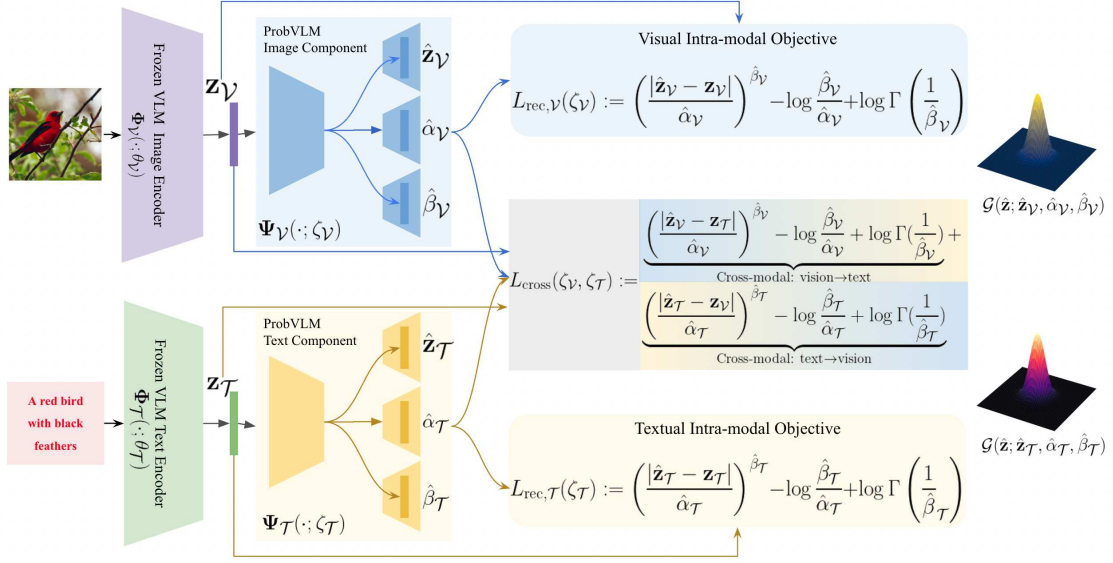 Frozen VLM Image Encoder
Φ_𝒱(·; θ_𝒱)
z_𝒱
ProbVLM
Image Component
ẑ_𝒱
α̂_𝒱
β̂_𝒱
Ψ_𝒱(·; ζ_𝒱)
Visual Intra-modal Objective
L_rec,𝒱(ζ_𝒱) := (|ẑ_𝒱 − z_𝒱| / α̂_𝒱)^β̂_𝒱 − log β̂_𝒱/α̂_𝒱 + log Γ(1/β̂_𝒱)
𝒢(ẑ; ẑ_𝒱, α̂_𝒱, β̂_𝒱)
L_cross(ζ_𝒱, ζ_𝒯) :=
(|ẑ_𝒱 − z_𝒯| / α̂_𝒱)^β̂_𝒱 − log β̂_𝒱/α̂_𝒱 + log Γ(1/β̂_𝒱) +
Cross-modal: vision→text
(|ẑ_𝒯 − z_𝒱| / α̂_𝒯)^β̂_𝒯 − log β̂_𝒯/α̂_𝒯 + log Γ(1/β̂_𝒯)
Cross-modal: text→vision
A red bird
with black
feathers
Frozen VLM Text Encoder
Φ_𝒯(·; θ_𝒯)
z_𝒯
ProbVLM
Text Component
ẑ_𝒯
α̂_𝒯
β̂_𝒯
Ψ_𝒯(·; ζ_𝒯)
Textual Intra-modal Objective
L_rec,𝒯(ζ_𝒯) := (|ẑ_𝒯 − z_𝒯| / α̂_𝒯)^β̂_𝒯 − log β̂_𝒯/α̂_𝒯 + log Γ(1/β̂_𝒯)
𝒢(ẑ; ẑ_𝒯, α̂_𝒯, β̂_𝒯)